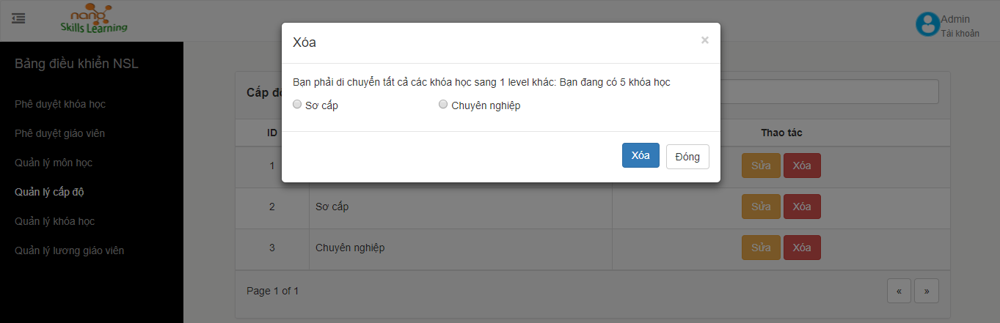 nano
Skills Learning
Admin
Tài khoản
Bảng điều khiển NSL
Phê duyệt khóa học
Phê duyệt giáo viên
Quản lý môn học
Quản lý cấp độ
Quản lý khóa học
Quản lý lương giáo viên
Xóa
×
Bạn phải di chuyển tất cả các khóa học sang 1 level khác: Bạn đang có 5 khóa học
Sơ cấp Chuyên nghiệp
Xóa Đóng
Cấp độ
ID Thao tác
1 Sửa Xóa
2 Sơ cấp Sửa Xóa
3 Chuyên nghiệp Sửa Xóa
Page 1 of 1 « »